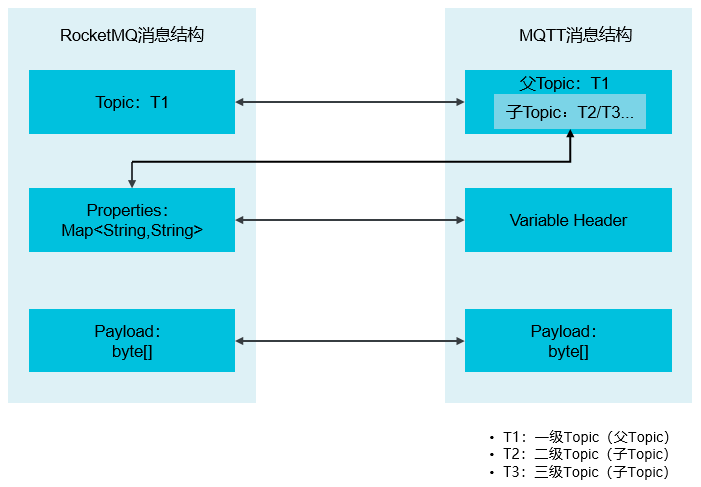 RocketMQ消息结构
Topic：T1
Properties：
Map<String,String>
Payload：
byte[]
MQTT消息结构
父Topic：T1
子Topic：T2/T3...
Variable Header
Payload：
byte[]
• T1：一级Topic（父Topic）
• T2：二级Topic（子Topic）
• T3：三级Topic（子Topic）